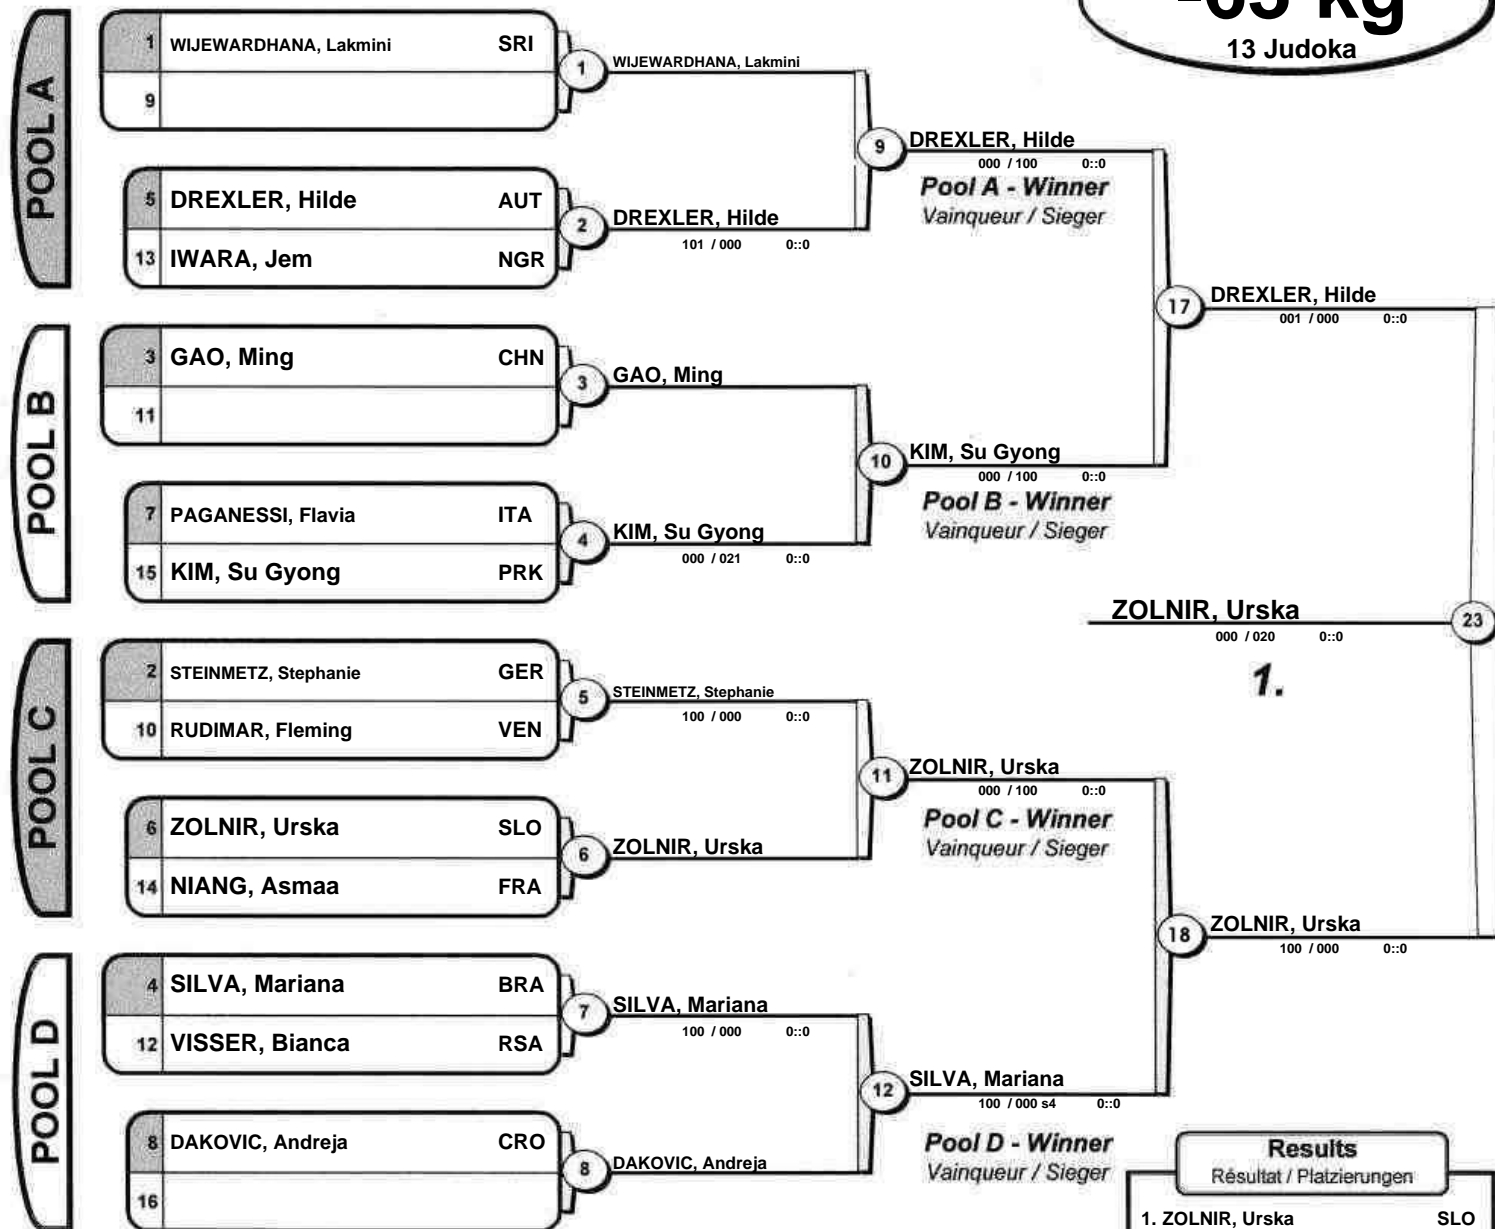 -63 kg
13 Judoka
POOL A
1 WIJEWARDHANA, Lakmini SRI
9
1 WIJEWARDHANA, Lakmini
5 DREXLER, Hilde AUT
13 IWARA, Jem NGR
2 DREXLER, Hilde
101 / 000 0::0
9 DREXLER, Hilde
000 / 100 0::0
Pool A - Winner
Vainqueur / Sieger
POOL B
3 GAO, Ming CHN
11
3 GAO, Ming
7 PAGANESSI, Flavia ITA
15 KIM, Su Gyong PRK
4 KIM, Su Gyong
000 / 021 0::0
10 KIM, Su Gyong
000 / 100 0::0
Pool B - Winner
Vainqueur / Sieger
17 DREXLER, Hilde
001 / 000 0::0
ZOLNIR, Urska 23
000 / 020 0::0
1.
POOL C
2 STEINMETZ, Stephanie GER
10 RUDIMAR, Fleming VEN
5 STEINMETZ, Stephanie
100 / 000 0::0
6 ZOLNIR, Urska SLO
14 NIANG, Asmaa FRA
6 ZOLNIR, Urska
11 ZOLNIR, Urska
000 / 100 0::0
Pool C - Winner
Vainqueur / Sieger
POOL D
4 SILVA, Mariana BRA
12 VISSER, Bianca RSA
7 SILVA, Mariana
100 / 000 0::0
8 DAKOVIC, Andreja CRO
16
8 DAKOVIC, Andreja
12 SILVA, Mariana
100 / 000 s4 0::0
Pool D - Winner
Vainqueur / Sieger
18 ZOLNIR, Urska
100 / 000 0::0
Results
Résultat / Platzierungen
1. ZOLNIR, Urska SLO